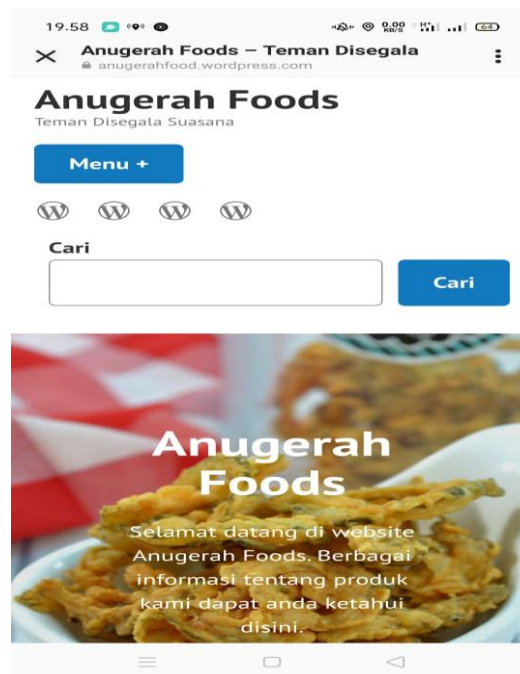 19.58
0.00
KB/S
64
Anugerah Foods – Teman Disegala
anugerahfood.wordpress.com
Anugerah Foods
Teman Disegala Suasana
Menu +
Cari
Cari
Anugerah
Foods
Selamat datang di website
Anugerah Foods. Berbagai
informasi tentang produk
kami dapat anda ketahui
disini.